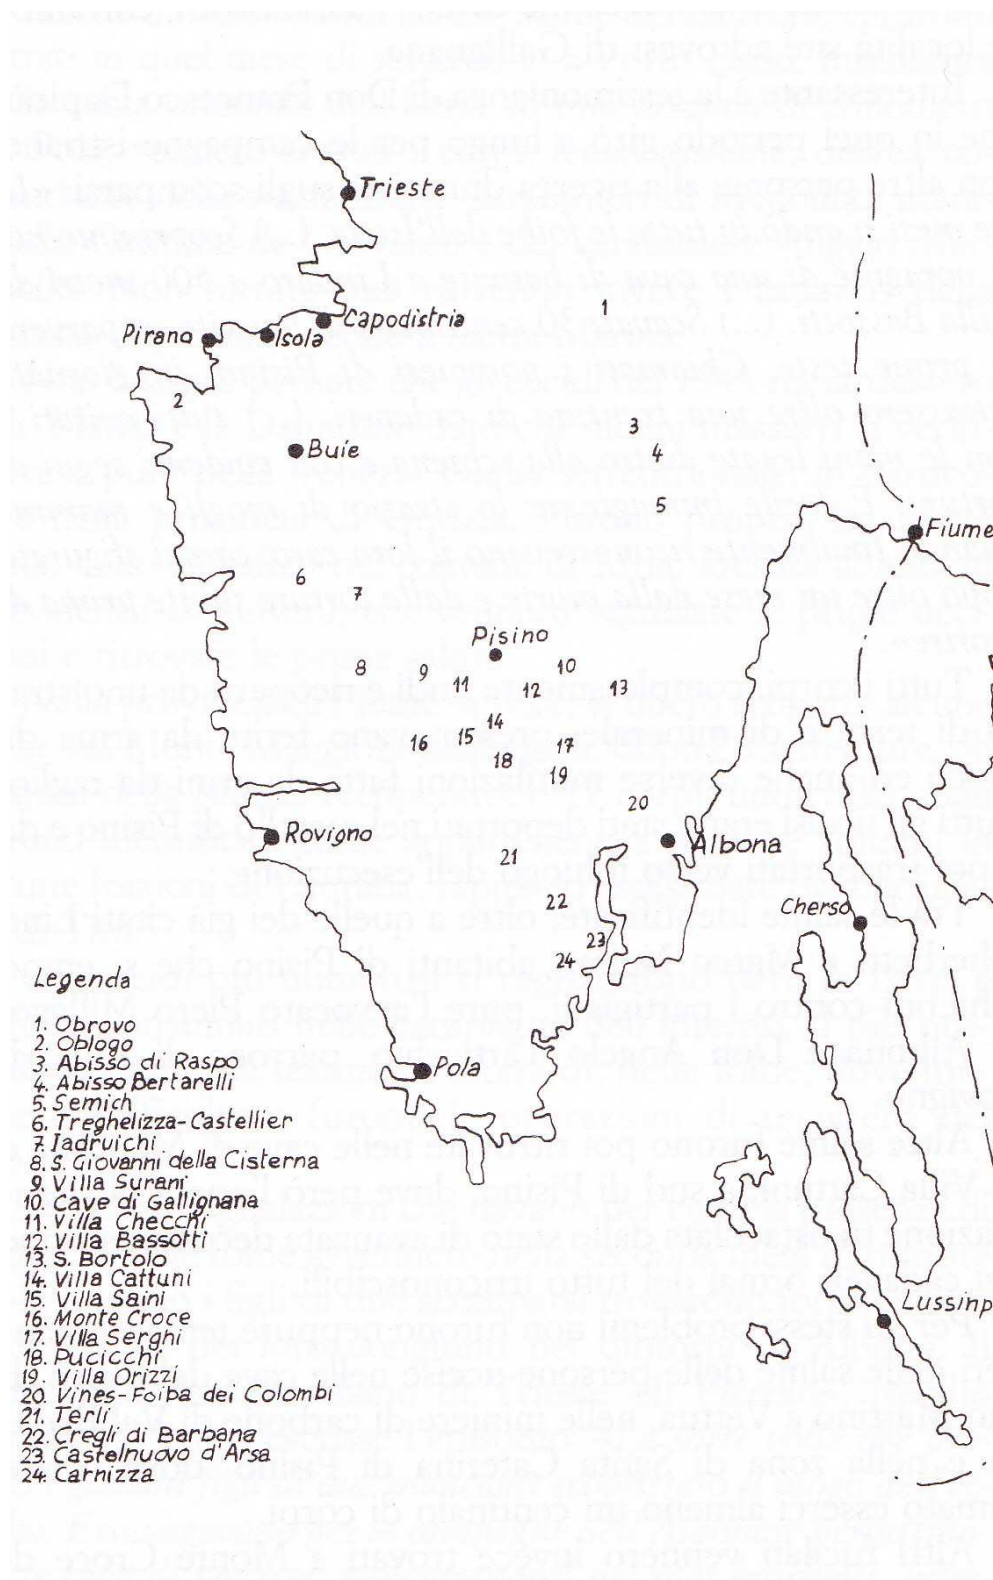 Trieste
1
Capodistria
Pirano
Isola
2
3
Buie
4
5
Fiume
6
7
Pisino
8
9
10
11
12
13
14
15
16
17
18
19
20
Rovigno
Albona
21
22
Cherso
23
24
Pola
Lussinp
Legenda
1. Obrovo
2. Oblogo
3. Abisso di Raspo
4. Abisso Bertarelli
5. Semich
6. Treghelizza-Castellier
7. Iadruichi
8. S. Giovanni della Cisterna
9. Villa Surani
10. Cave di Gallignana
11. Villa Checchi
12. Villa Bassotti
13. S. Bortolo
14. Villa Cattuni
15. Villa Saini
16. Monte Croce
17. Villa Serghi
18. Pucicchi
19. Villa Orizzi
20. Vines-Foiba dei Colombi
21. Terli
22. Cregli di Barbana
23. Castelnuovo d'Arsa
24. Carnizza